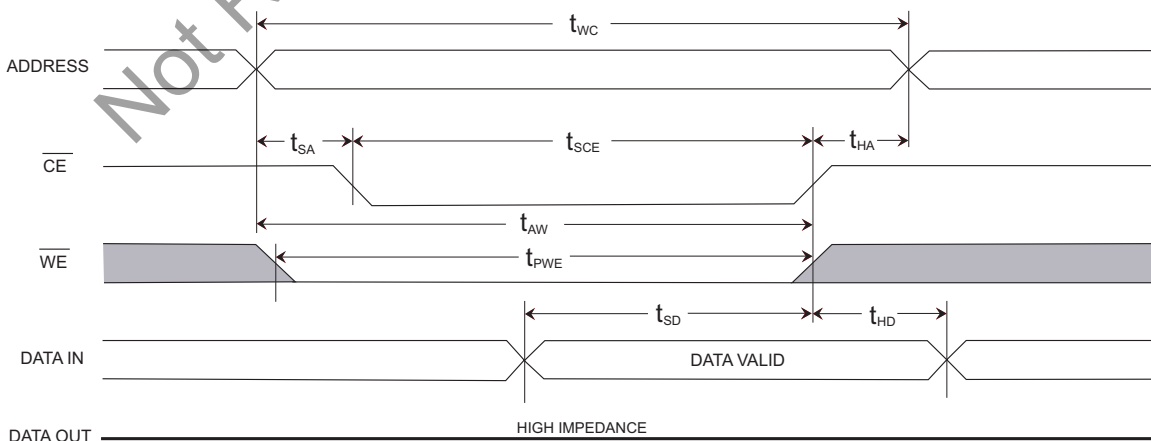 Not R
tWC
ADDRESS
tSA
tSCE
tHA
CE
tAW
WE
tPWE
tSD
tHD
DATA IN
DATA VALID
HIGH IMPEDANCE
DATA OUT